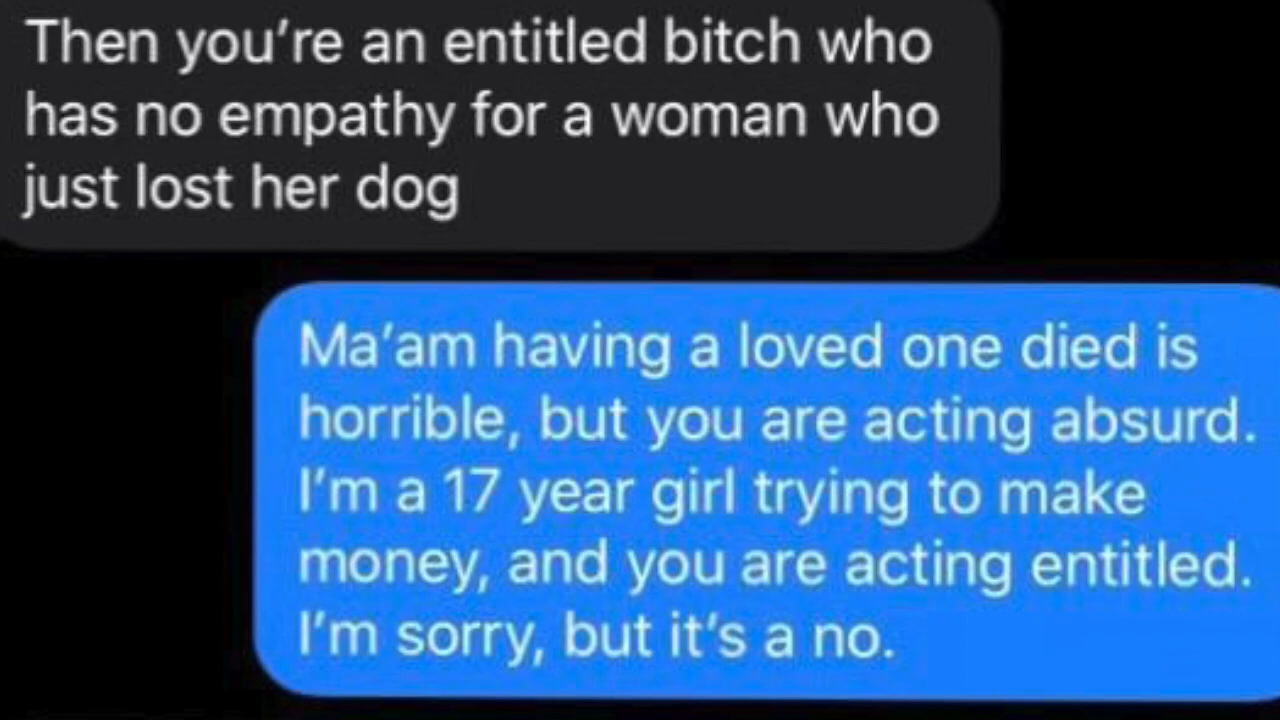 Then you're an entitled bitch who
has no empathy for a woman who
just lost her dog
Ma'am having a loved one died is
horrible, but you are acting absurd.
I'm a 17 year girl trying to make
money, and you are acting entitled.
I'm sorry, but it's a no.